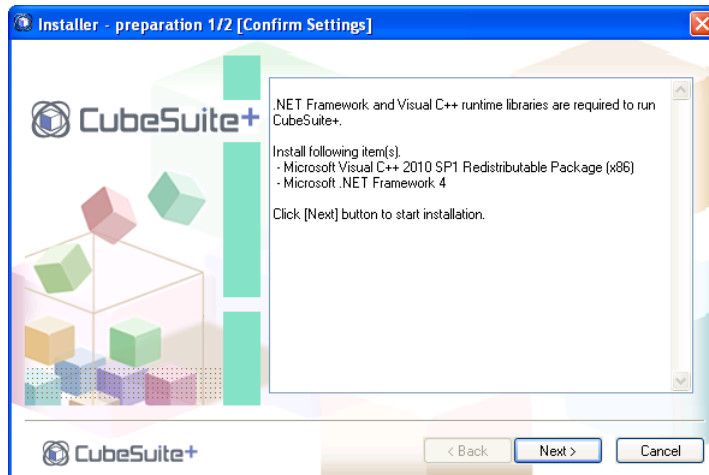 Installer - preparation 1/2 [Confirm Settings]
CubeSuite+
.NET Framework and Visual C++ runtime libraries are required to run
CubeSuite+.
Install following item(s).
- Microsoft Visual C++ 2010 SP1 Redistributable Package (x86)
- Microsoft .NET Framework 4
Click [Next] button to start installation.
CubeSuite+
< Back
Next >
Cancel